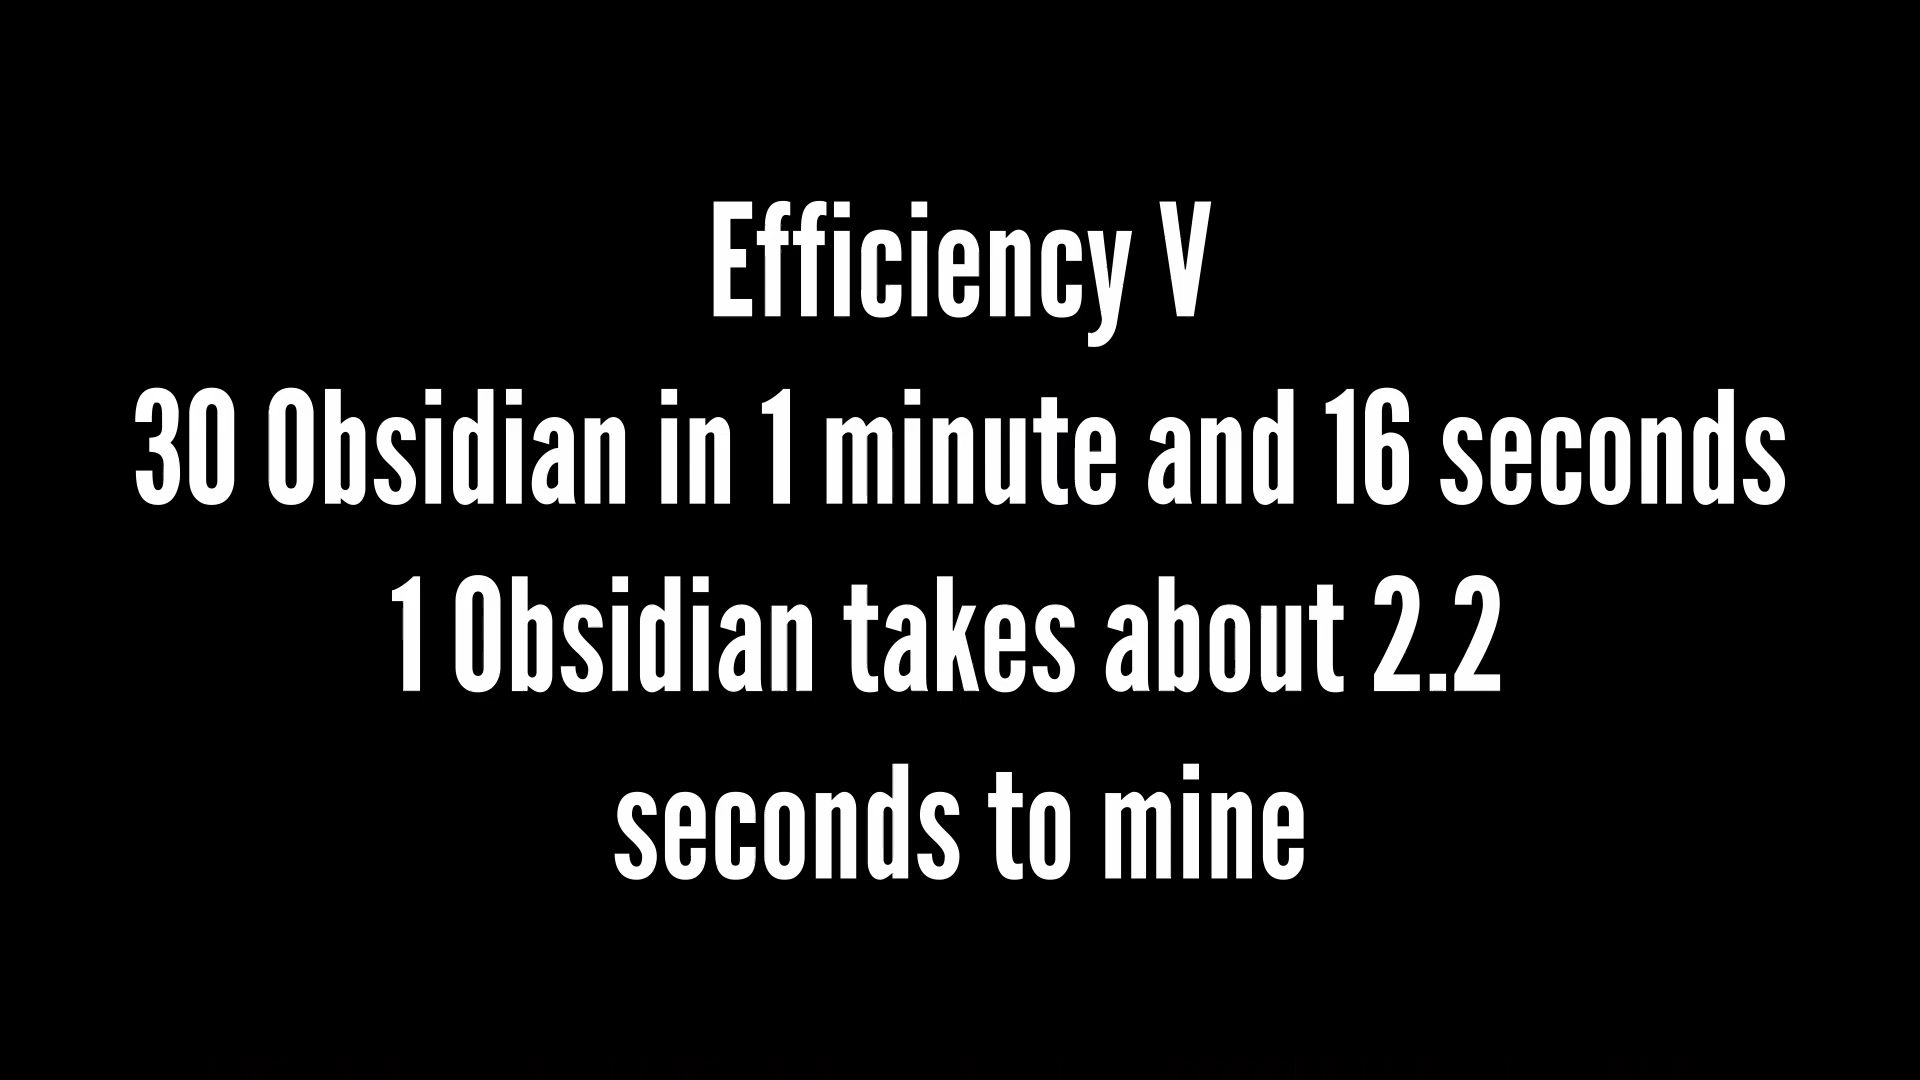 Efficiency V
30 Obsidian in 1 minute and 16 seconds
1 Obsidian takes about 2.2
seconds to mine